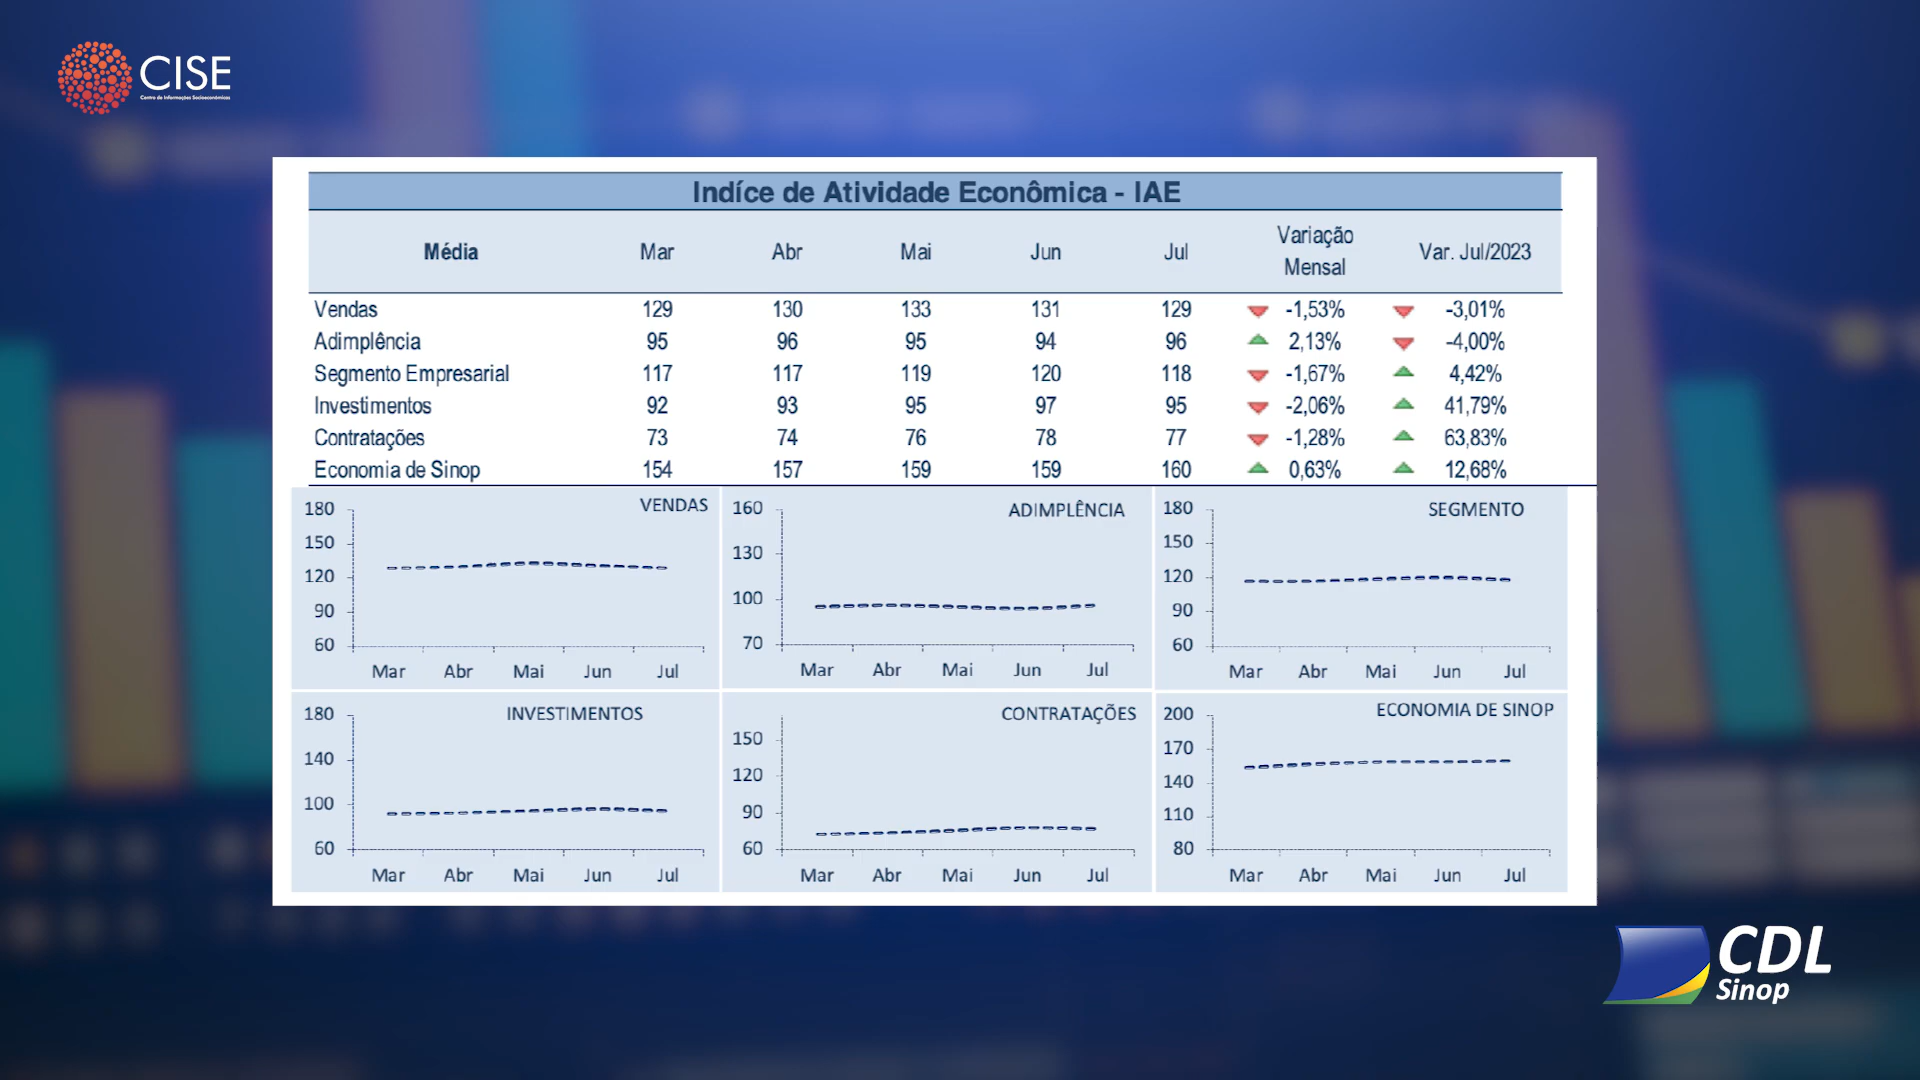 CISE
Centro de Informações Socioeconômicas
Indíce de Atividade Econômica - IAE
Média Mar Abr Mai Jun Jul Variação Mensal Var. Jul/2023
Vendas 129 130 133 131 129 -1,53% -3,01%
Adimplência 95 96 95 94 96 2,13% -4,00%
Segmento Empresarial 117 117 119 120 118 -1,67% 4,42%
Investimentos 92 93 95 97 95 -2,06% 41,79%
Contratações 73 74 76 78 77 -1,28% 63,83%
Economia de Sinop 154 157 159 159 160 0,63% 12,68%
VENDAS
180
150
120
90
60
Mar Abr Mai Jun Jul
ADIMPLÊNCIA
160
130
100
70
Mar Abr Mai Jun Jul
SEGMENTO
180
150
120
90
60
Mar Abr Mai Jun Jul
INVESTIMENTOS
180
140
100
60
Mar Abr Mai Jun Jul
CONTRATAÇÕES
150
120
90
60
Mar Abr Mai Jun Jul
ECONOMIA DE SINOP
200
170
140
110
80
Mar Abr Mai Jun Jul
CDL
Sinop